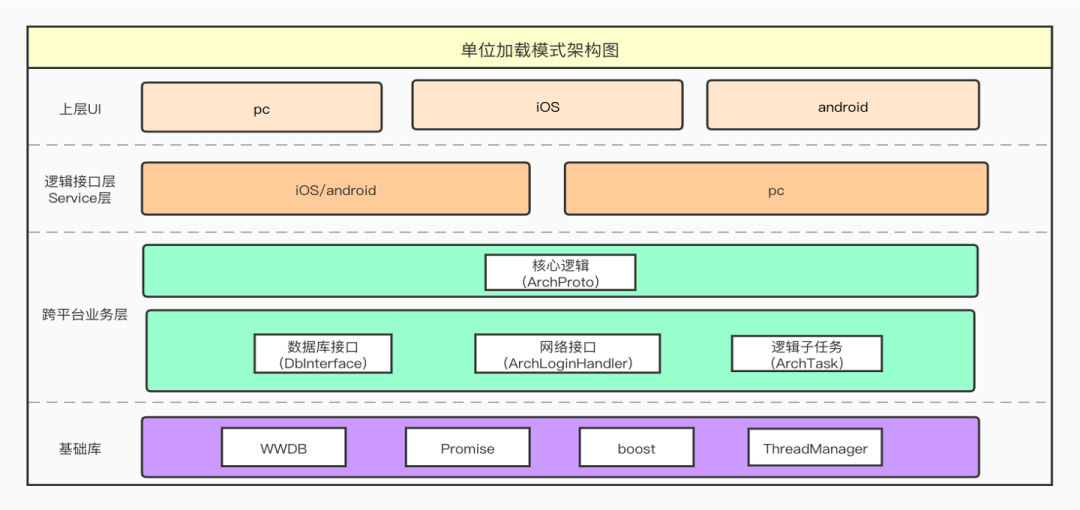 单位加载模式架构图
上层UI
pc
iOS
android
逻辑接口层
Service层
iOS/android
pc
跨平台业务层
核心逻辑
(ArchProto)
数据库接口
(DbInterface)
网络接口
(ArchLoginHandler)
逻辑子任务
(ArchTask)
基础库
WWDB
Promise
boost
ThreadManager